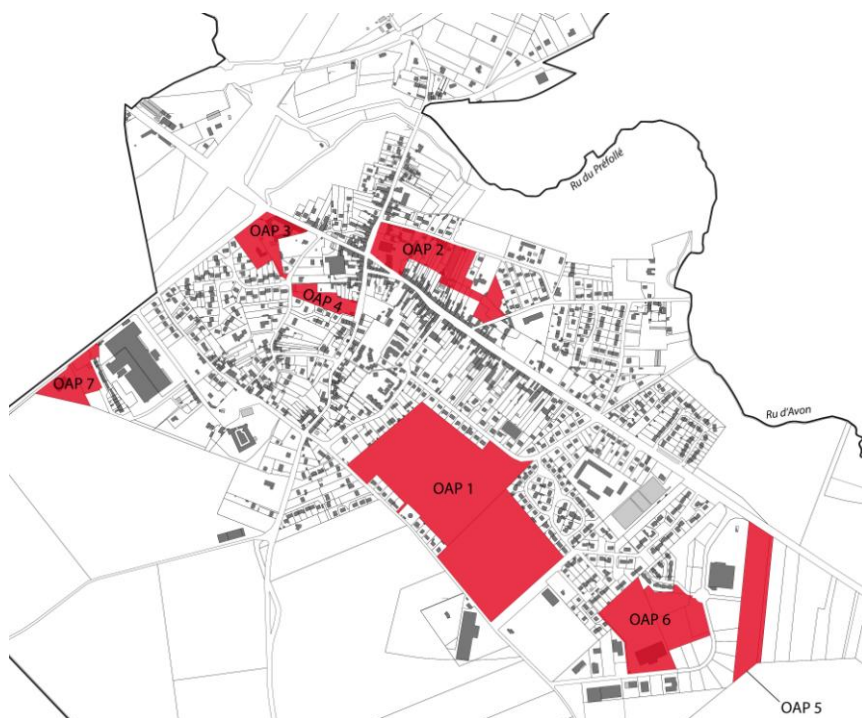 Ru du Préfollé
OAP 3
OAP 2
OAP 4
OAP 7
Ru d'Avon
OAP 1
OAP 6
OAP 5